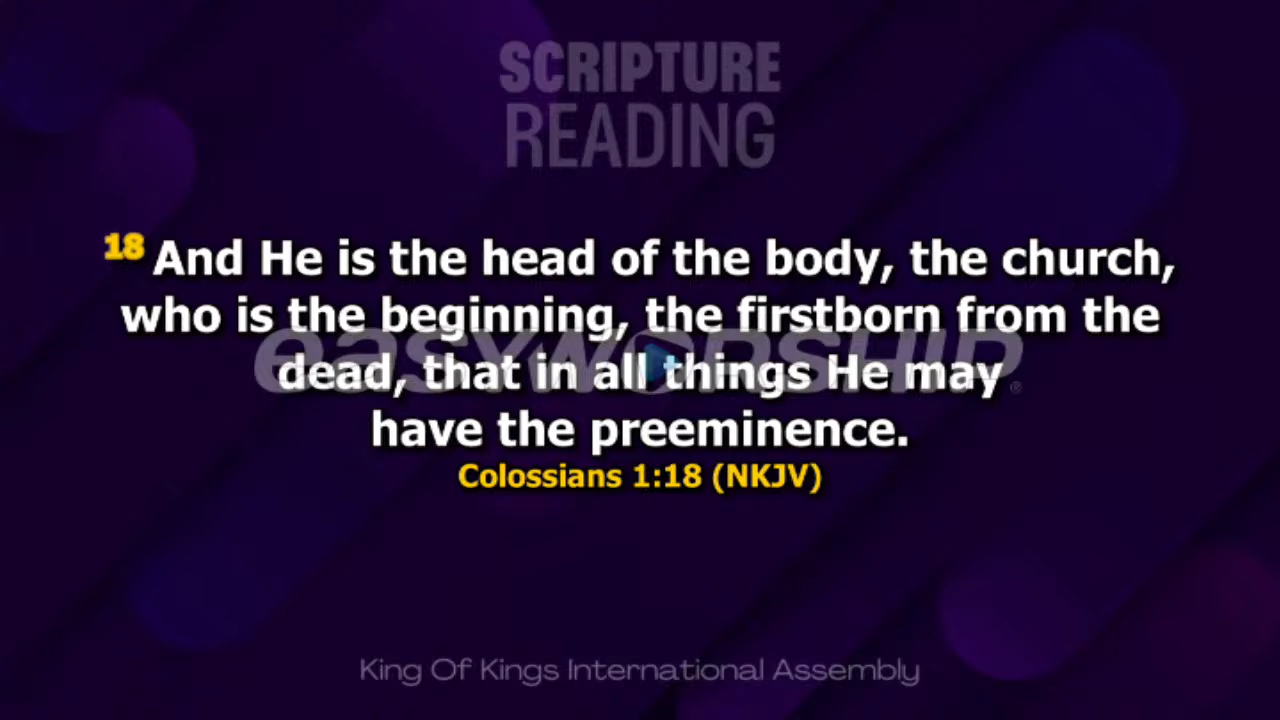 SCRIPTURE
READING
18 And He is the head of the body, the church,
who is the beginning, the firstborn from the
easyworship®
dead, that in all things He may
have the preeminence.
Colossians 1:18 (NKJV)
King Of Kings International Assembly